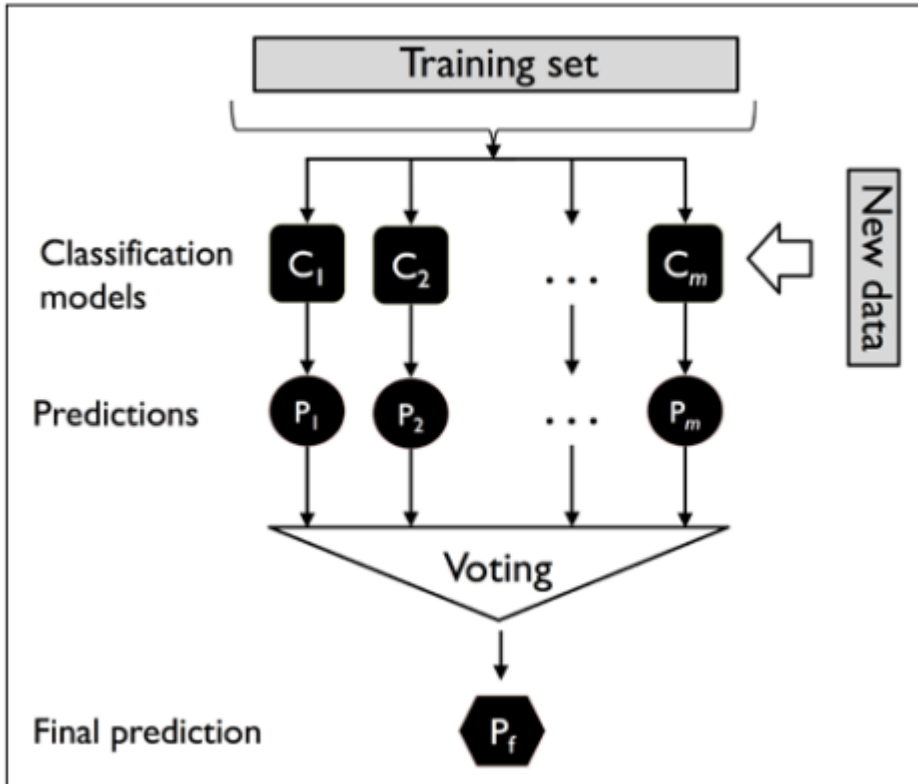 Training set
New data
Classification
models
C1 C2 ... Cm
Predictions
P1 P2 ... Pm
Voting
Final prediction
Pf